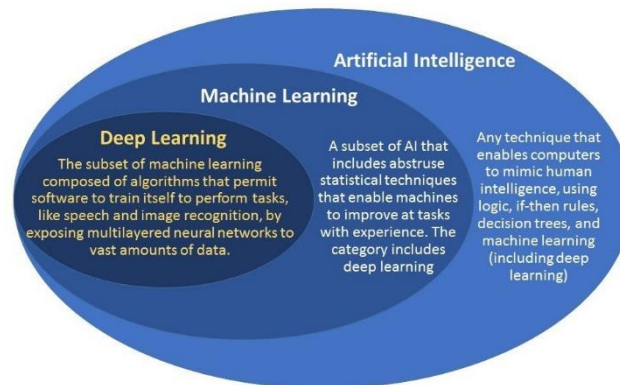 Artificial Intelligence
Machine Learning
Deep Learning
The subset of machine learning
composed of algorithms that permit
software to train itself to perform tasks,
like speech and image recognition, by
exposing multilayered neural networks to
vast amounts of data.
A subset of AI that
includes abstruse
statistical techniques
that enable machines
to improve at tasks
with experience. The
category includes
deep learning
Any technique that
enables computers
to mimic human
intelligence, using
logic, if-then rules,
decision trees, and
machine learning
(including deep
learning)